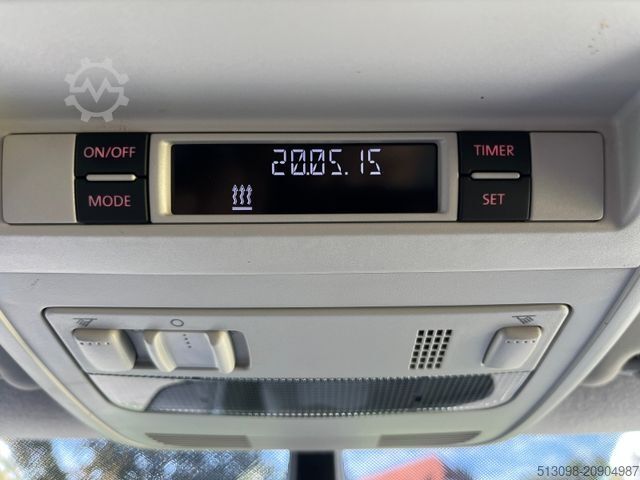 ON/OFF
MODE
20.05.15
TIMER
SET
513098-20904987